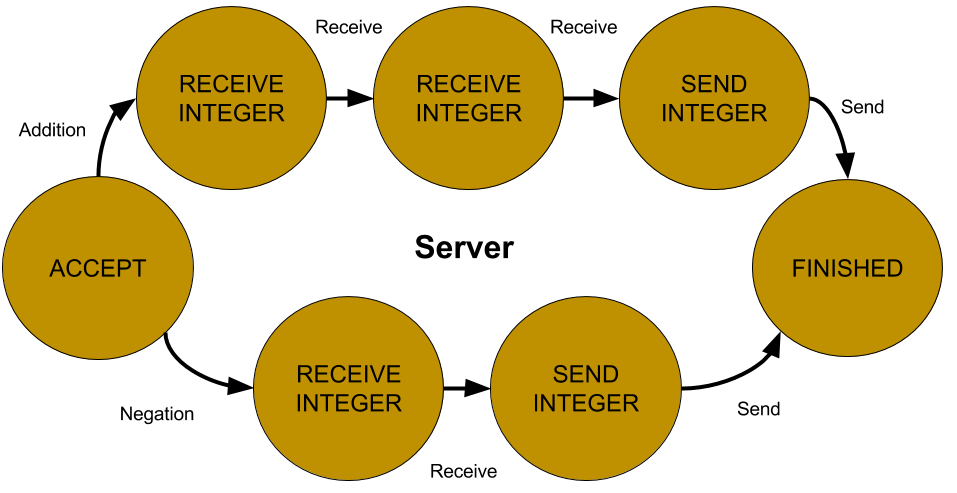 Receive
Receive
RECEIVE
INTEGER
RECEIVE
INTEGER
SEND
INTEGER
Addition
Send
ACCEPT
Server
FINISHED
RECEIVE
INTEGER
SEND
INTEGER
Negation
Send
Receive